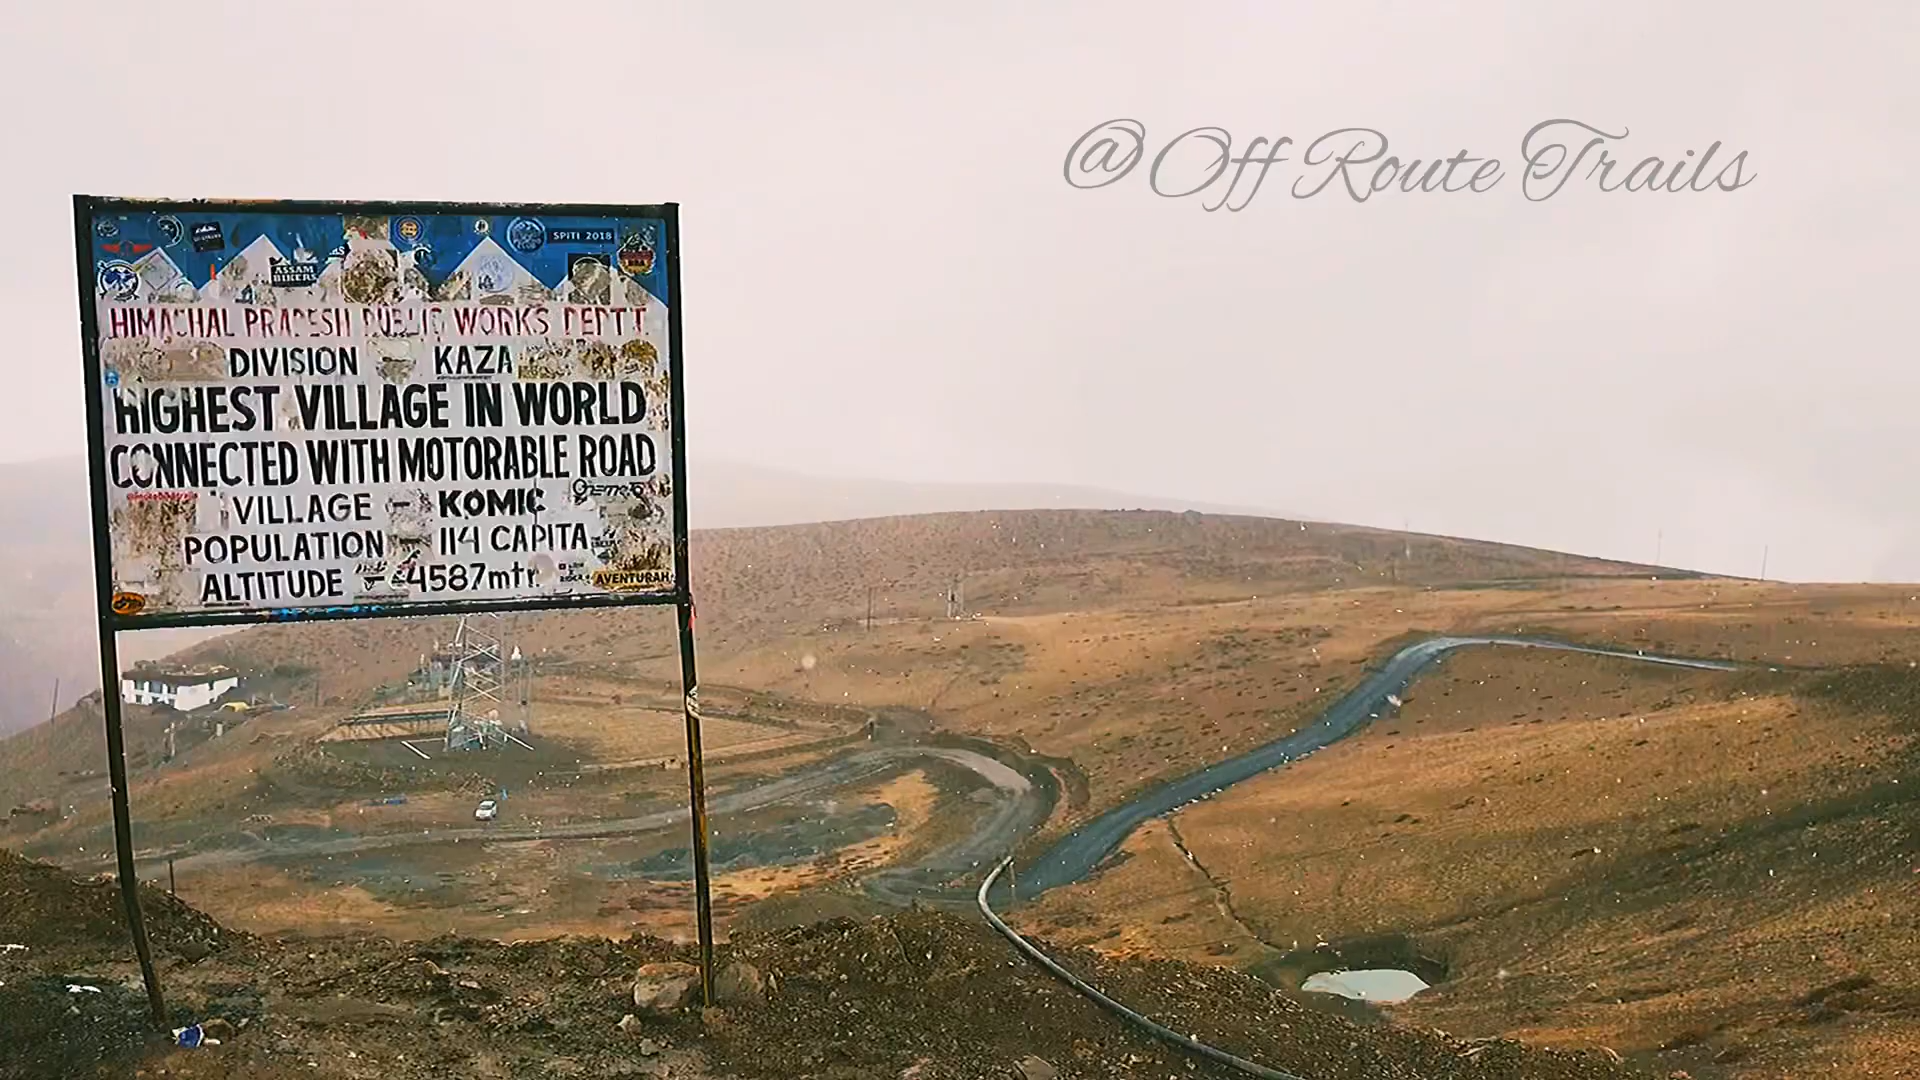 @Off Route Trails
SPITI 2018
ASSAM
BIKERS
HIMACHAL PRADESH PUBLIC WORKS DEPTT.
DIVISION KAZA
HIGHEST VILLAGE IN WORLD
CONNECTED WITH MOTORABLE ROAD
VILLAGE - KOMIC
POPULATION - 114 CAPITA
ALTITUDE - 4587mtr.
AVENTURAH